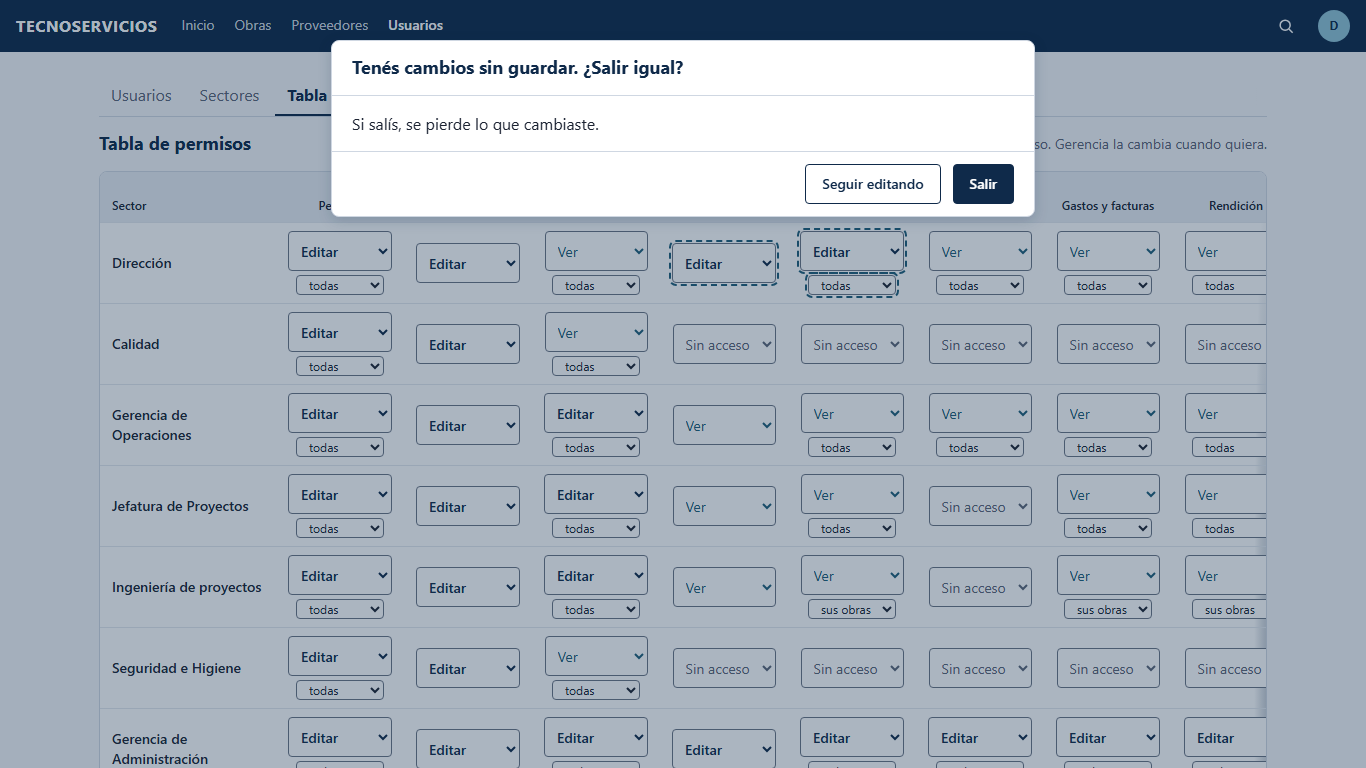 TECNOSERVICIOS Inicio Obras Proveedores Usuarios D
Tenés cambios sin guardar. ¿Salir igual?
Si salís, se pierde lo que cambiaste.
Seguir editando Salir
Usuarios Sectores Tabla
Tabla de permisos
Gerencia la cambia cuando quiera.
Sector Gastos y facturas Rendición
Dirección
Editar Editar Ver Editar Editar Ver Ver Ver
todas todas todas todas todas todas
Calidad
Editar Editar Ver Sin acceso Sin acceso Sin acceso Sin acceso Sin acceso
todas todas
Gerencia de
Operaciones
Editar Editar Editar Ver Ver Ver Ver Ver
todas todas todas todas todas todas
Jefatura de Proyectos
Editar Editar Editar Ver Ver Sin acceso Ver Ver
todas todas todas todas todas
Ingeniería de proyectos
Editar Editar Editar Ver Ver Sin acceso Ver Ver
todas todas sus obras sus obras sus obras
Seguridad e Higiene
Editar Editar Ver Sin acceso Sin acceso Sin acceso Sin acceso Sin acceso
todas todas
Gerencia de
Administración
Editar Editar Editar Editar Editar Editar Editar Editar